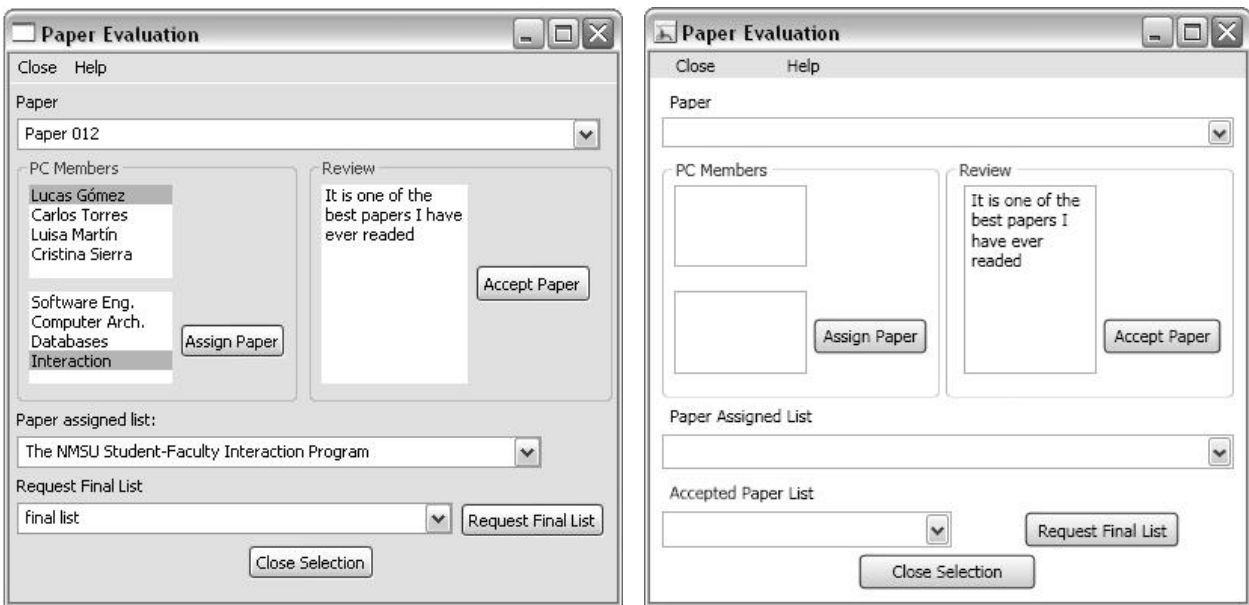 Paper Evaluation
Close Help
Paper
Paper 012
PC Members
Lucas Gómez
Carlos Torres
Luisa Martín
Cristina Sierra
Software Eng.
Computer Arch.
Databases
Interaction
Assign Paper
Review
It is one of the
best papers I have
ever readed
Accept Paper
Paper assigned list:
The NMSU Student-Faculty Interaction Program
Request Final List
final list
Request Final List
Close Selection
Paper Evaluation
Close Help
Paper
PC Members
Assign Paper
Review
It is one of the
best papers I
have ever
readed
Accept Paper
Paper Assigned List
Accepted Paper List
Request Final List
Close Selection